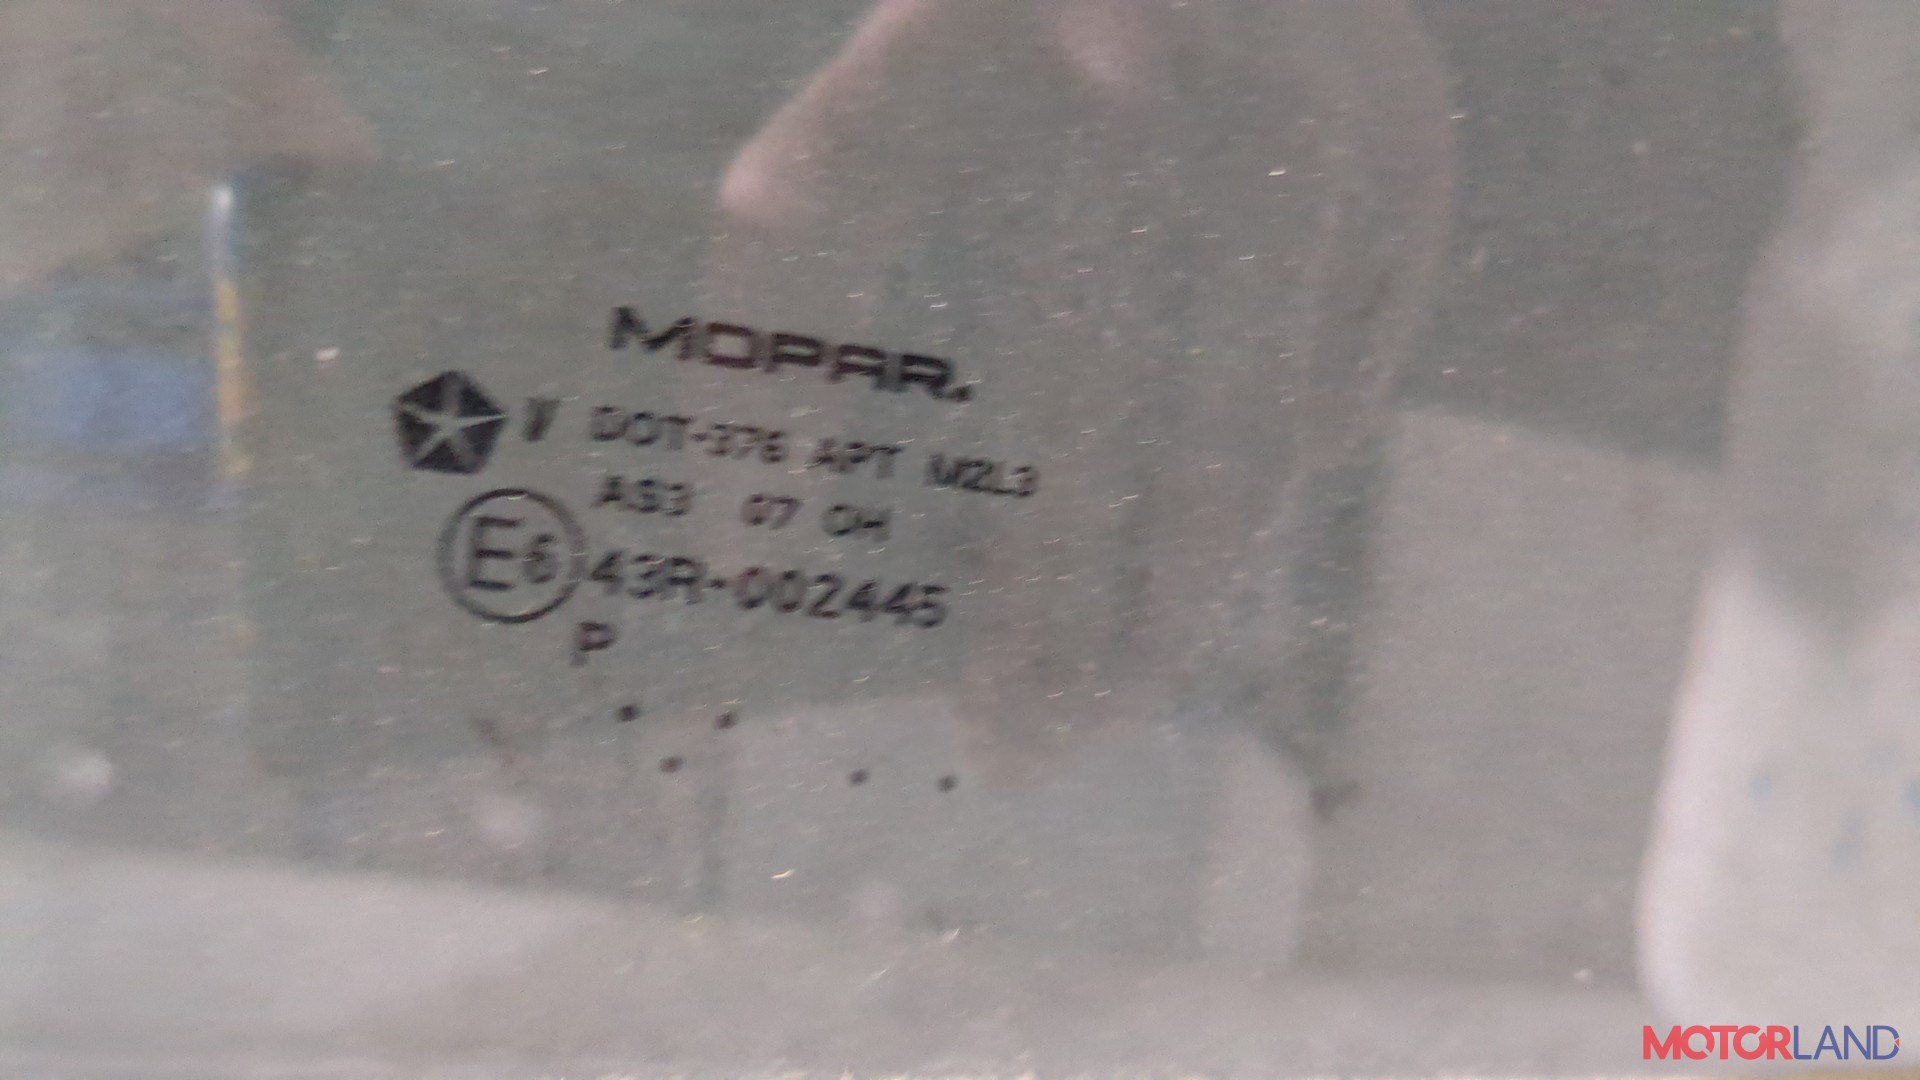 MOPAR.
DOT-376 APT M2L3
AS3 07 OH
E6 43R-002445
P
MOTORLAND